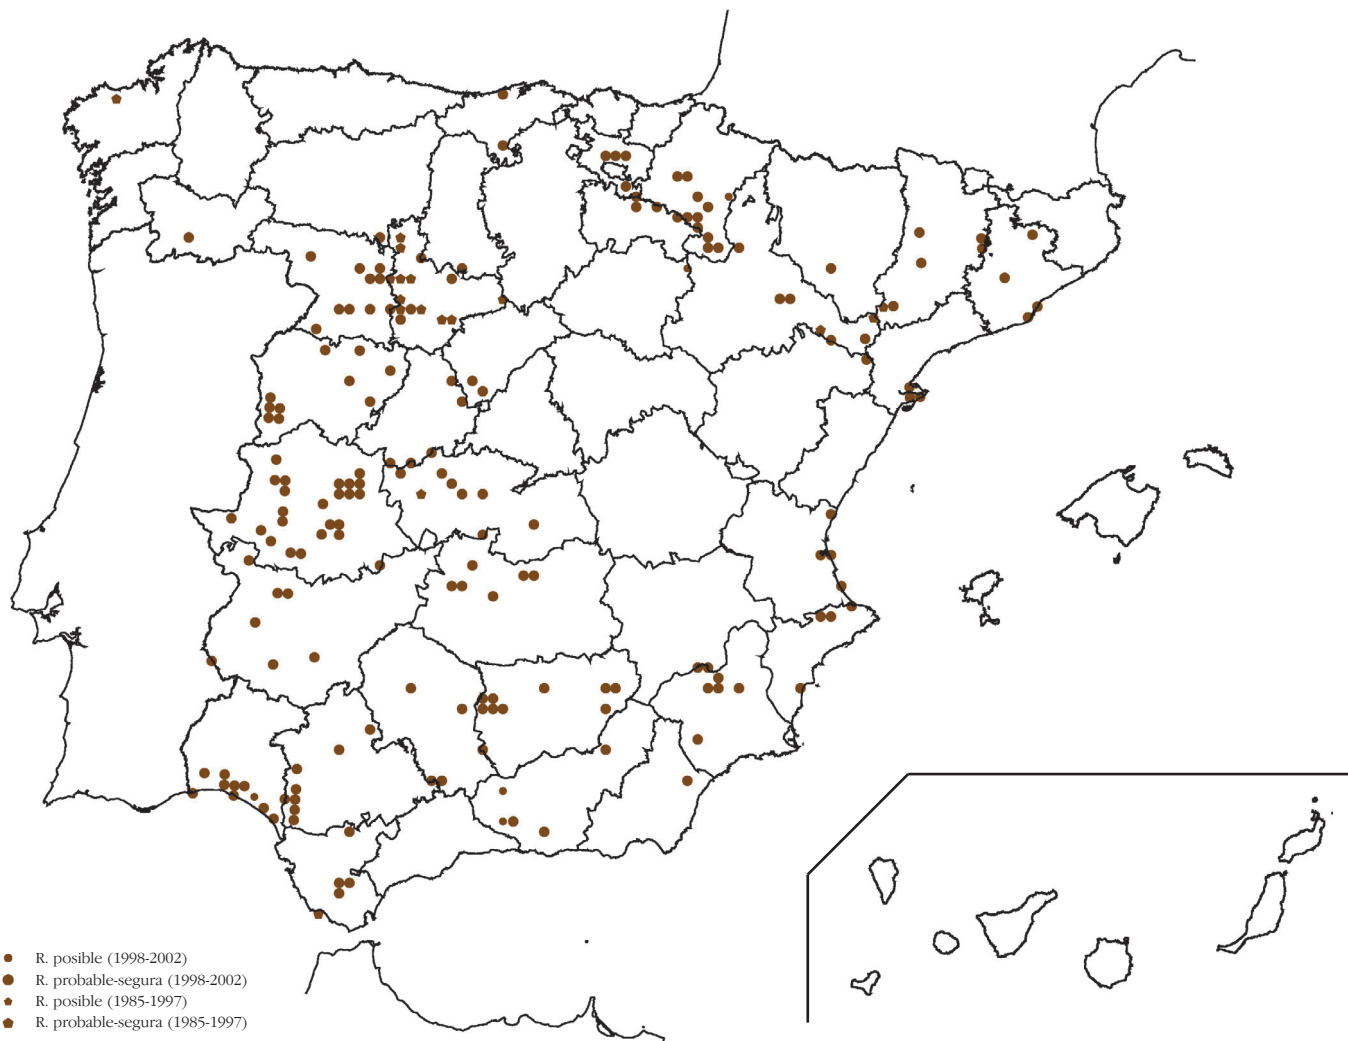 R. posible (1998-2002)
R. probable-segura (1998-2002)
R. posible (1985-1997)
R. probable-segura (1985-1997)